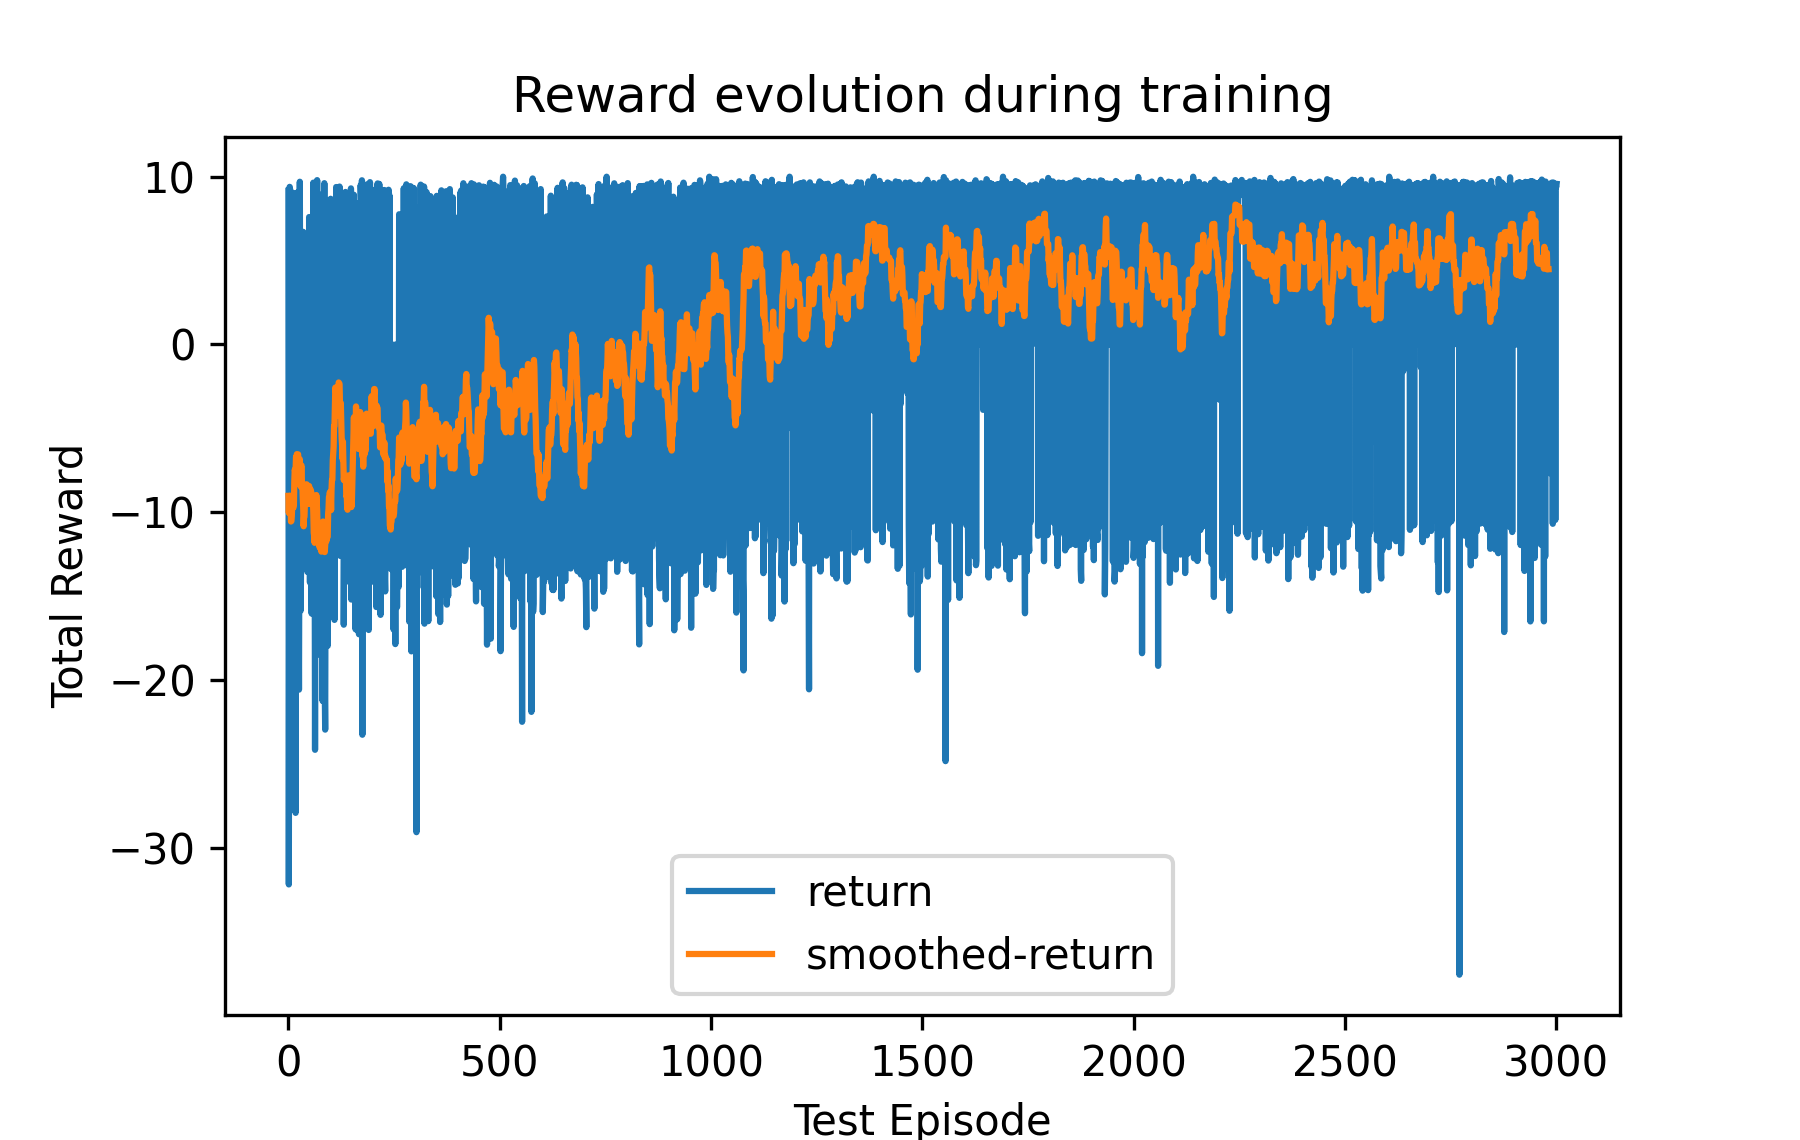 Reward evolution during training
10
0
−10
−20
−30
Total Reward
return
smoothed-return
0 500 1000 1500 2000 2500 3000
Test Episode